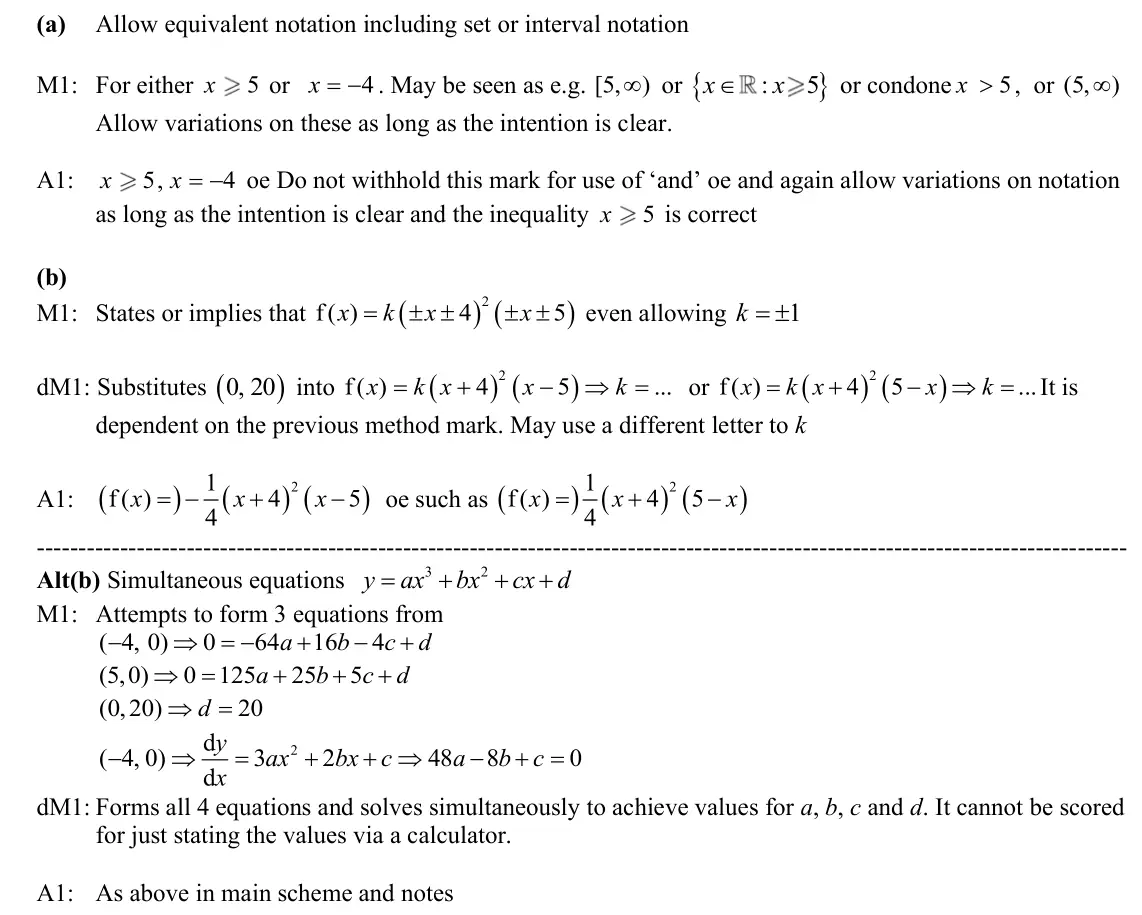 (a) Allow equivalent notation including set or interval notation
M1: For either x ⩾ 5 or x = −4. May be seen as e.g. [5,∞) or {x∈ℝ:x⩾5} or condone x > 5, or (5,∞)
Allow variations on these as long as the intention is clear.
A1: x ⩾ 5, x = −4 oe Do not withhold this mark for use of ‘and’ oe and again allow variations on notation
as long as the intention is clear and the inequality x ⩾ 5 is correct
(b)
M1: States or implies that f(x) = k(±x±4)²(±x±5) even allowing k = ±1
dM1: Substitutes (0, 20) into f(x) = k(x+4)²(x−5) ⇒ k = ... or f(x) = k(x+4)²(5−x) ⇒ k = ... It is
dependent on the previous method mark. May use a different letter to k
A1: (f(x)=)−1/4(x+4)²(x−5) oe such as (f(x)=)1/4(x+4)²(5−x)
--------------------------------------------------------------------------------
Alt(b) Simultaneous equations y = ax³ + bx² + cx + d
M1: Attempts to form 3 equations from
(−4, 0) ⇒ 0 = −64a + 16b − 4c + d
(5,0) ⇒ 0 = 125a + 25b + 5c + d
(0,20) ⇒ d = 20
(−4, 0) ⇒ dy/dx = 3ax² + 2bx + c ⇒ 48a − 8b + c = 0
dM1: Forms all 4 equations and solves simultaneously to achieve values for a, b, c and d. It cannot be scored
for just stating the values via a calculator.
A1: As above in main scheme and notes